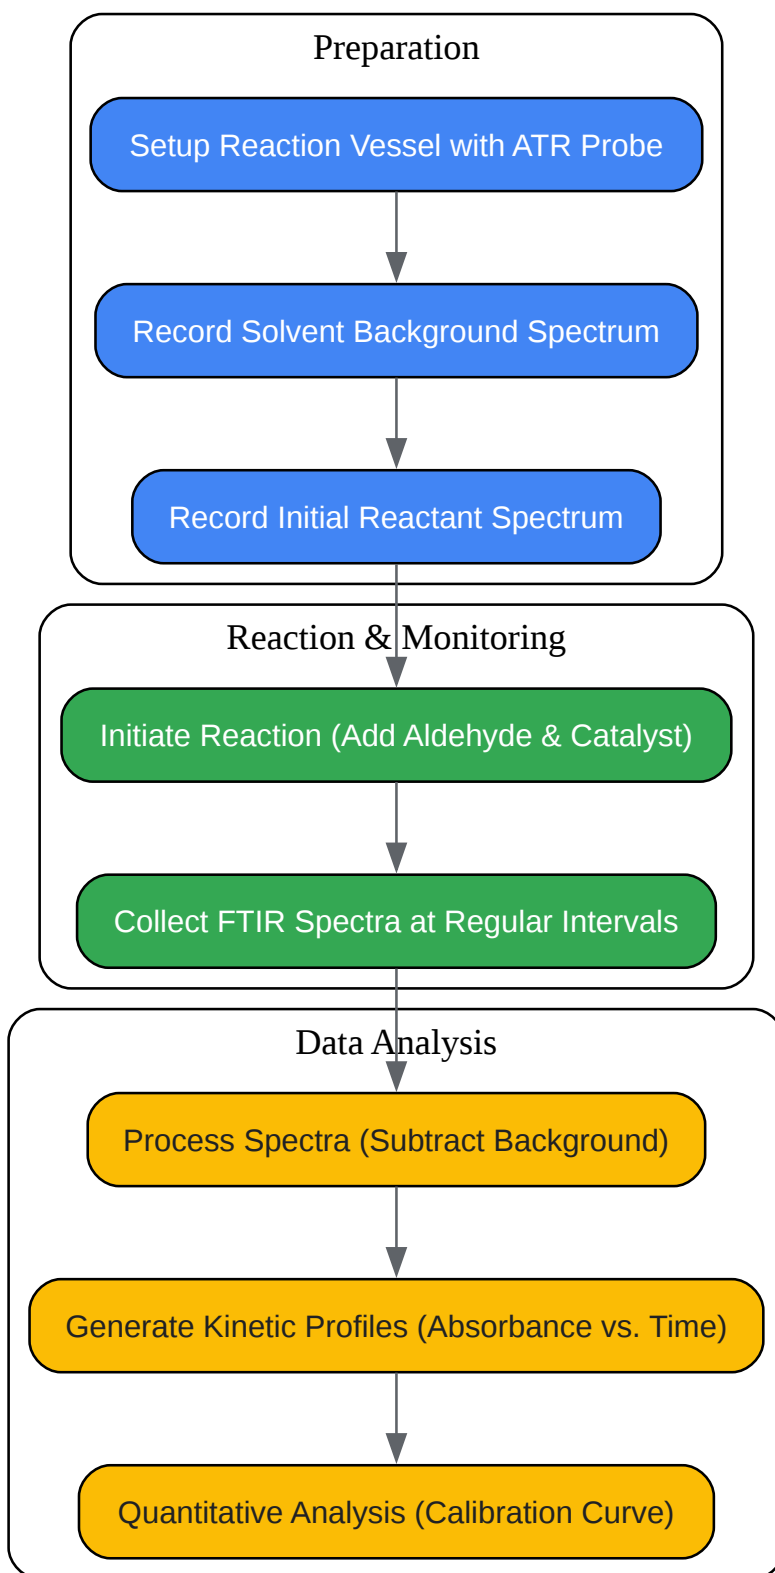 Preparation
Setup Reaction Vessel with ATR Probe
Record Solvent Background Spectrum
Record Initial Reactant Spectrum
Reaction & Monitoring
Initiate Reaction (Add Aldehyde & Catalyst)
Collect FTIR Spectra at Regular Intervals
Data Analysis
Process Spectra (Subtract Background)
Generate Kinetic Profiles (Absorbance vs. Time)
Quantitative Analysis (Calibration Curve)